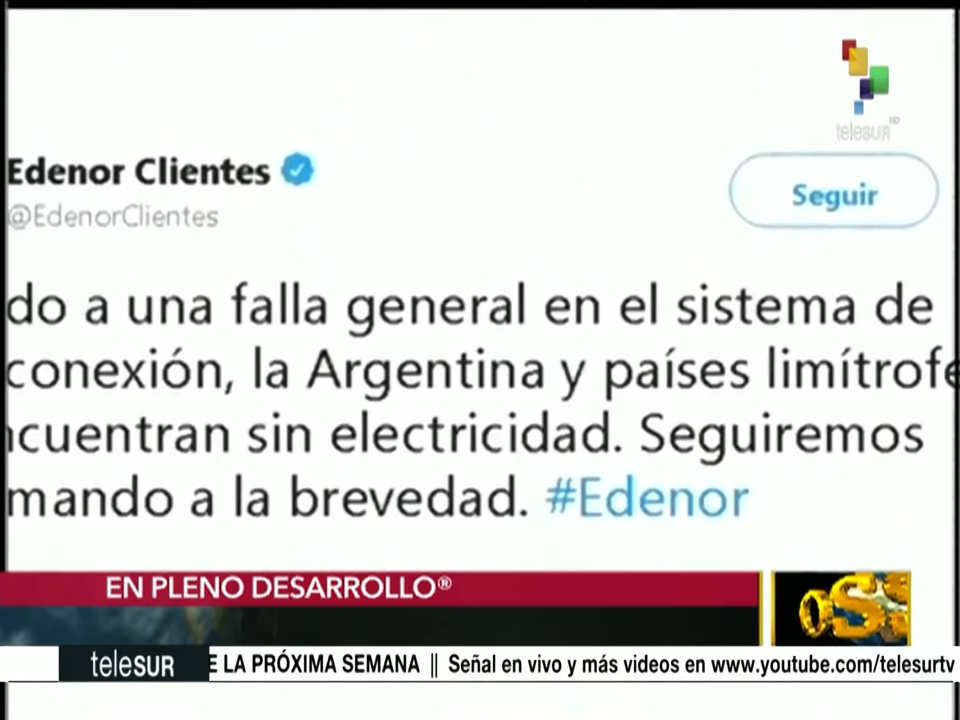 telesur HD
Edenor Clientes
@EdenorClientes
Seguir
do a una falla general en el sistema de
conexión, la Argentina y países limítrofe
cuentran sin electricidad. Seguiremos
mando a la brevedad. #Edenor
EN PLENO DESARROLLO®
teleSUR
E LA PRÓXIMA SEMANA || Señal en vivo y más videos en www.youtube.com/telesurtv